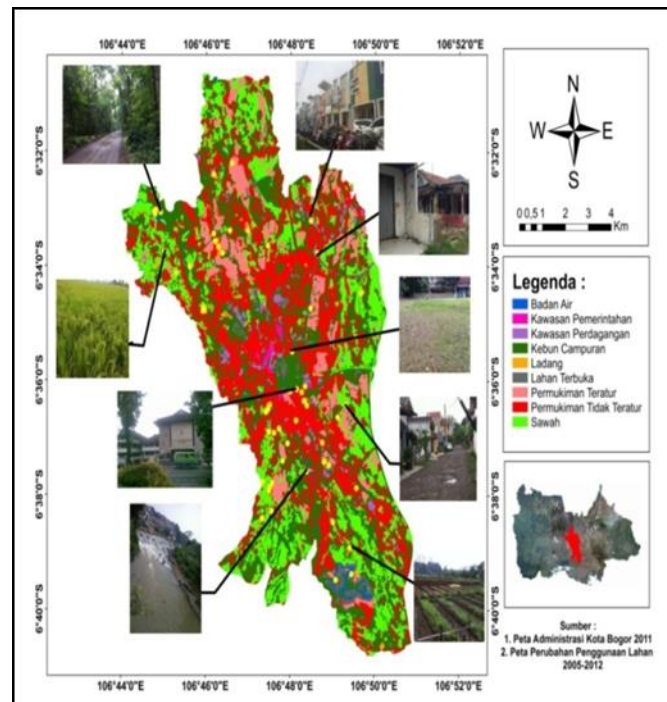 106°44'0"E 106°46'0"E 106°48'0"E 106°50'0"E 106°52'0"E
6°32'0"S
6°34'0"S
6°36'0"S
6°38'0"S
6°40'0"S
6°32'0"S
6°34'0"S
6°36'0"S
6°38'0"S
6°40'0"S
106°44'0"E 106°46'0"E 106°48'0"E 106°50'0"E 106°52'0"E
N
W E
S
0 0,5 1 2 3 4
Km
Legenda :
Badan Air
Kawasan Pemerintahan
Kawasan Perdagangan
Kebun Campuran
Ladang
Lahan Terbuka
Permukiman Teratur
Permukiman Tidak Teratur
Sawah
Sumber :
1. Peta Administrasi Kota Bogor 2011
2. Peta Perubahan Penggunaan Lahan
2005-2012